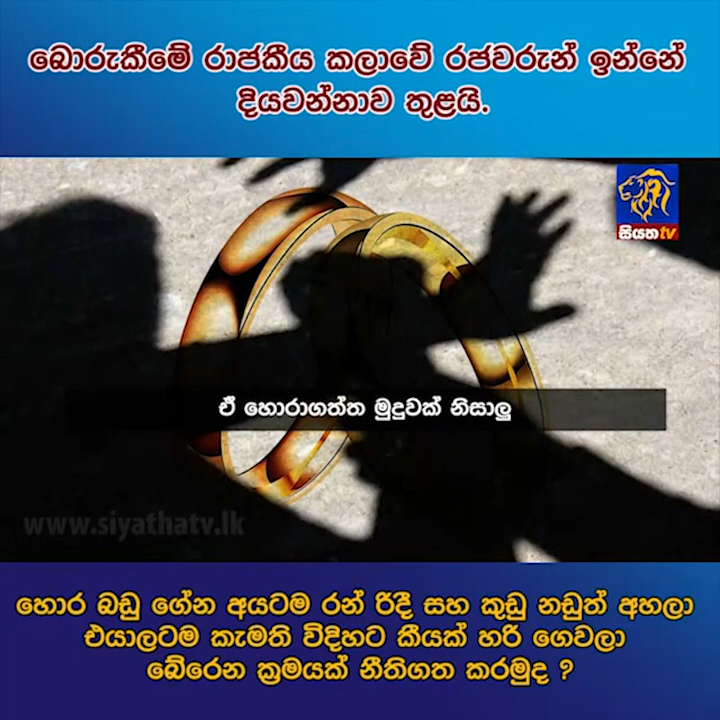 බොරුකීමේ රාජකීය කලාවේ රජවරුන් ඉන්නේ
දියවන්නාව තුළයි.
සියත tv
ඒ හොරාගත්ත මුදුවක් නිසාලු
www.siyathatv.lk
හොර බඩු ගේන අයටම රන් රිදී සහ කුඩු නඩුත් අහලා
එයාලටම කැමති විදිහට කීයක් හරි ගෙවලා
බේරෙන ක්‍රමයක් නීතිගත කරමුද ?